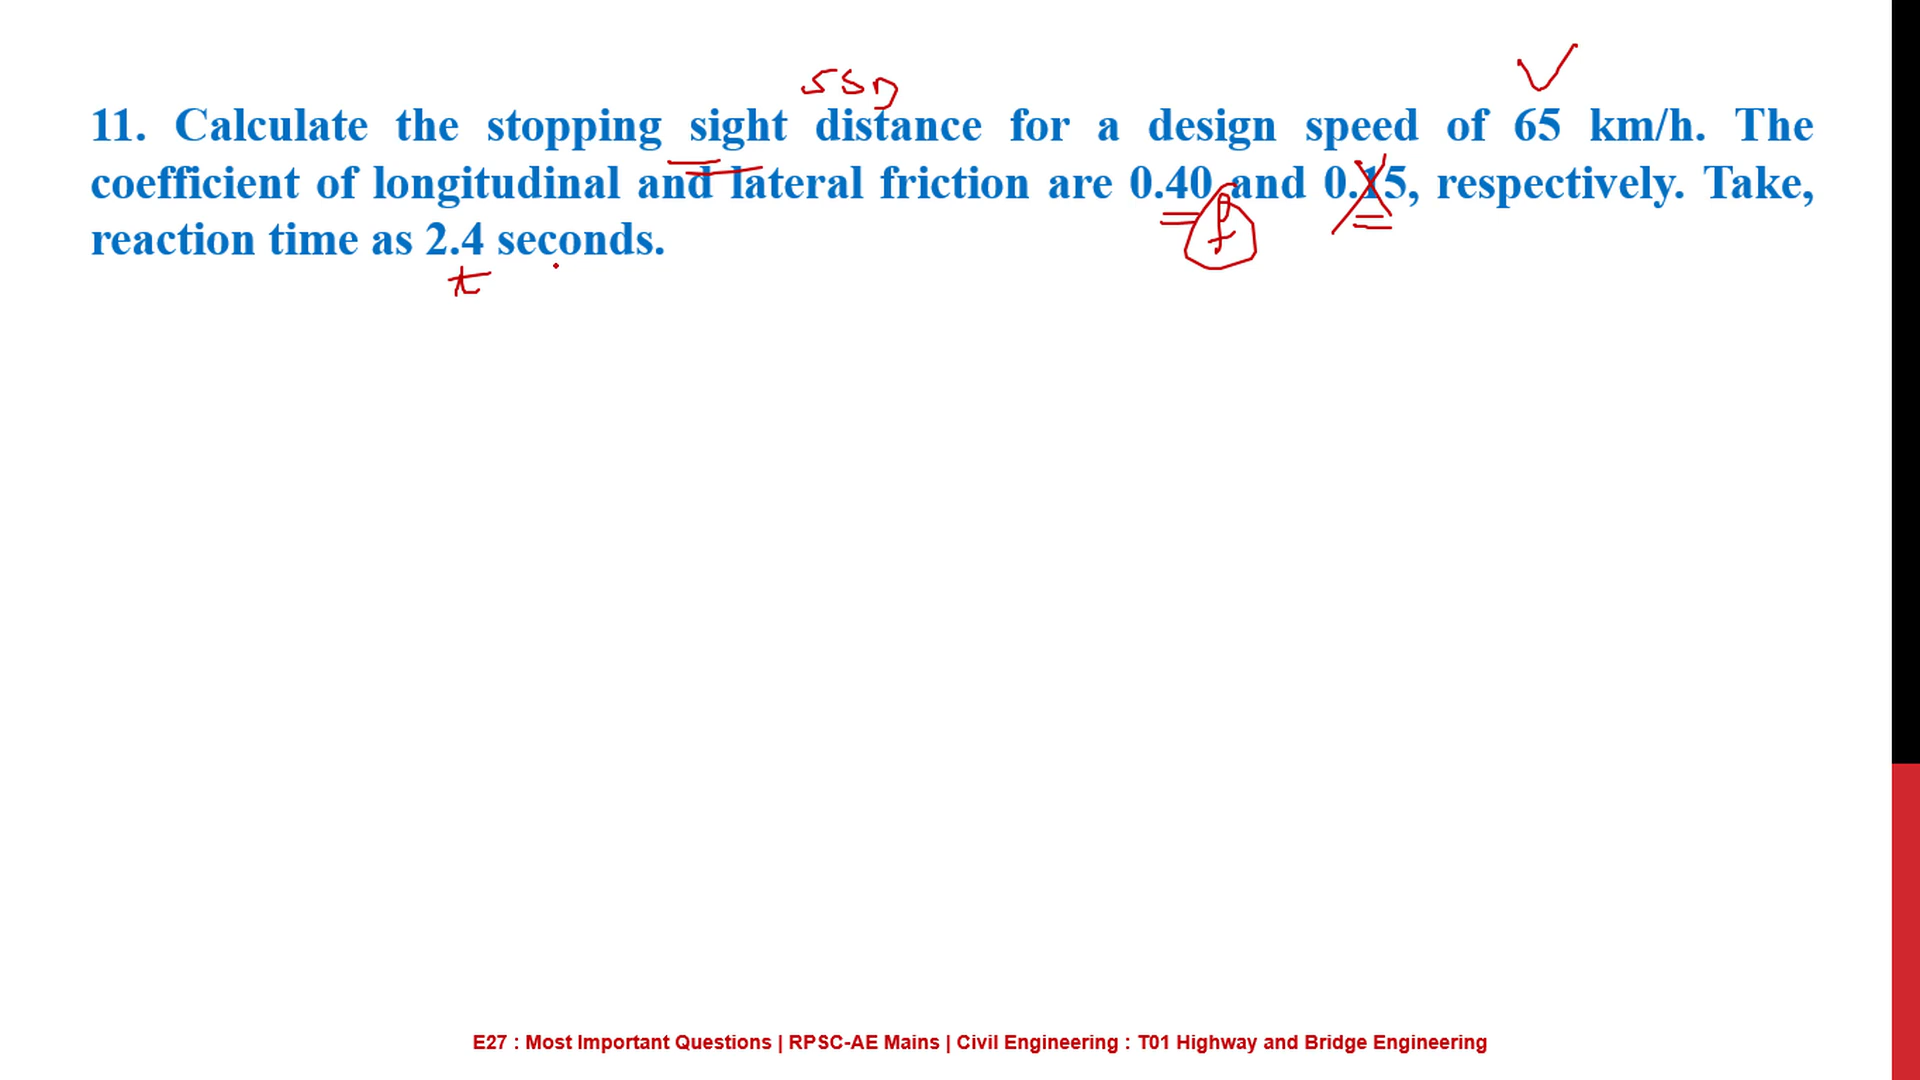 SSD
11. Calculate the stopping sight distance for a design speed of 65 km/h. The
coefficient of longitudinal and lateral friction are 0.40 and 0.15, respectively. Take,
f
reaction time as 2.4 seconds.
t
E27 : Most Important Questions | RPSC-AE Mains | Civil Engineering : T01 Highway and Bridge Engineering